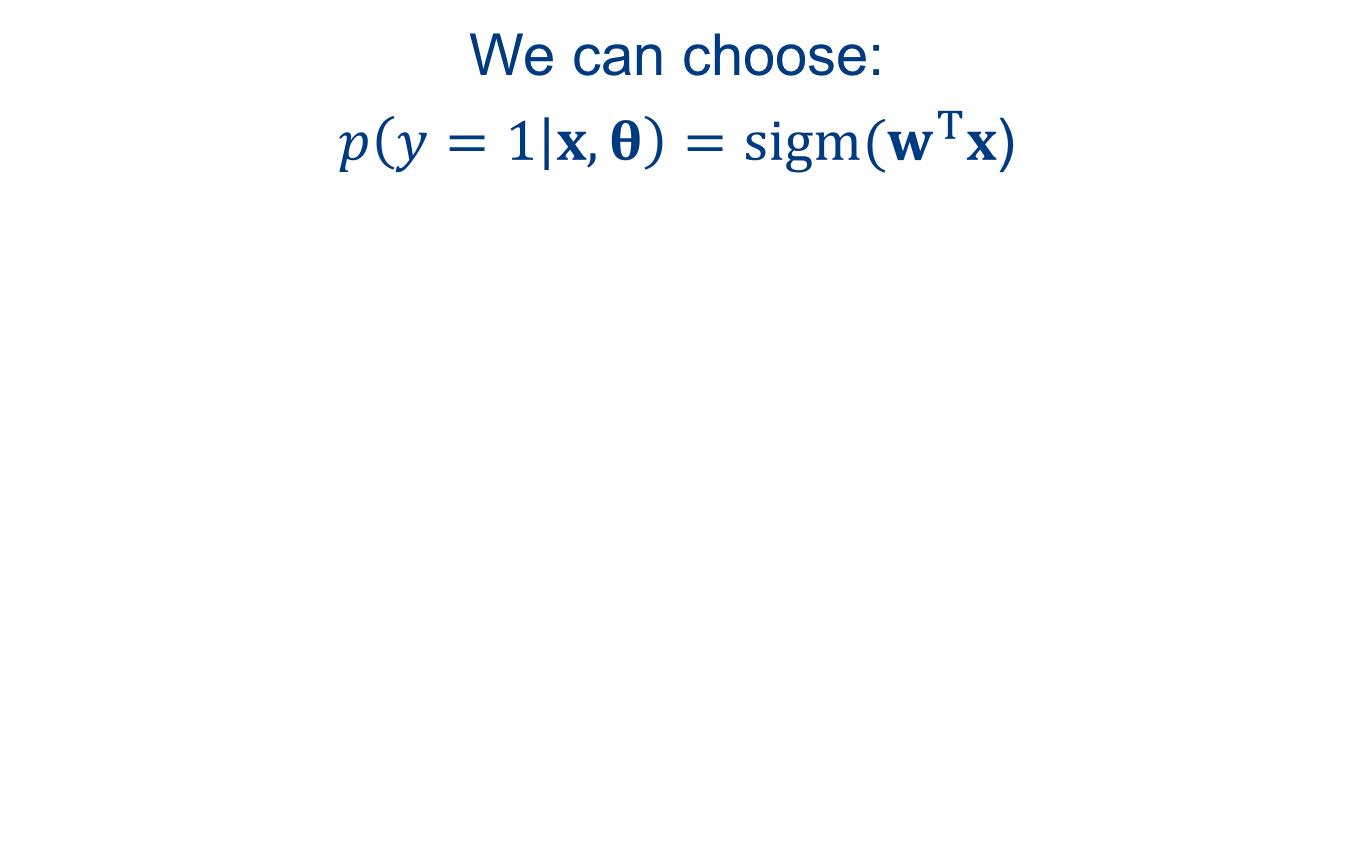 We can choose:
p(y = 1|𝐱, 𝛉) = sigm(𝐰ᵀ𝐱)